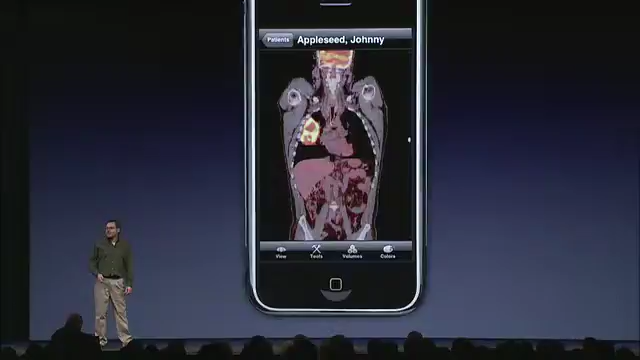 Patients
Appleseed, Johnny
View
Tools
Volumes
Colors